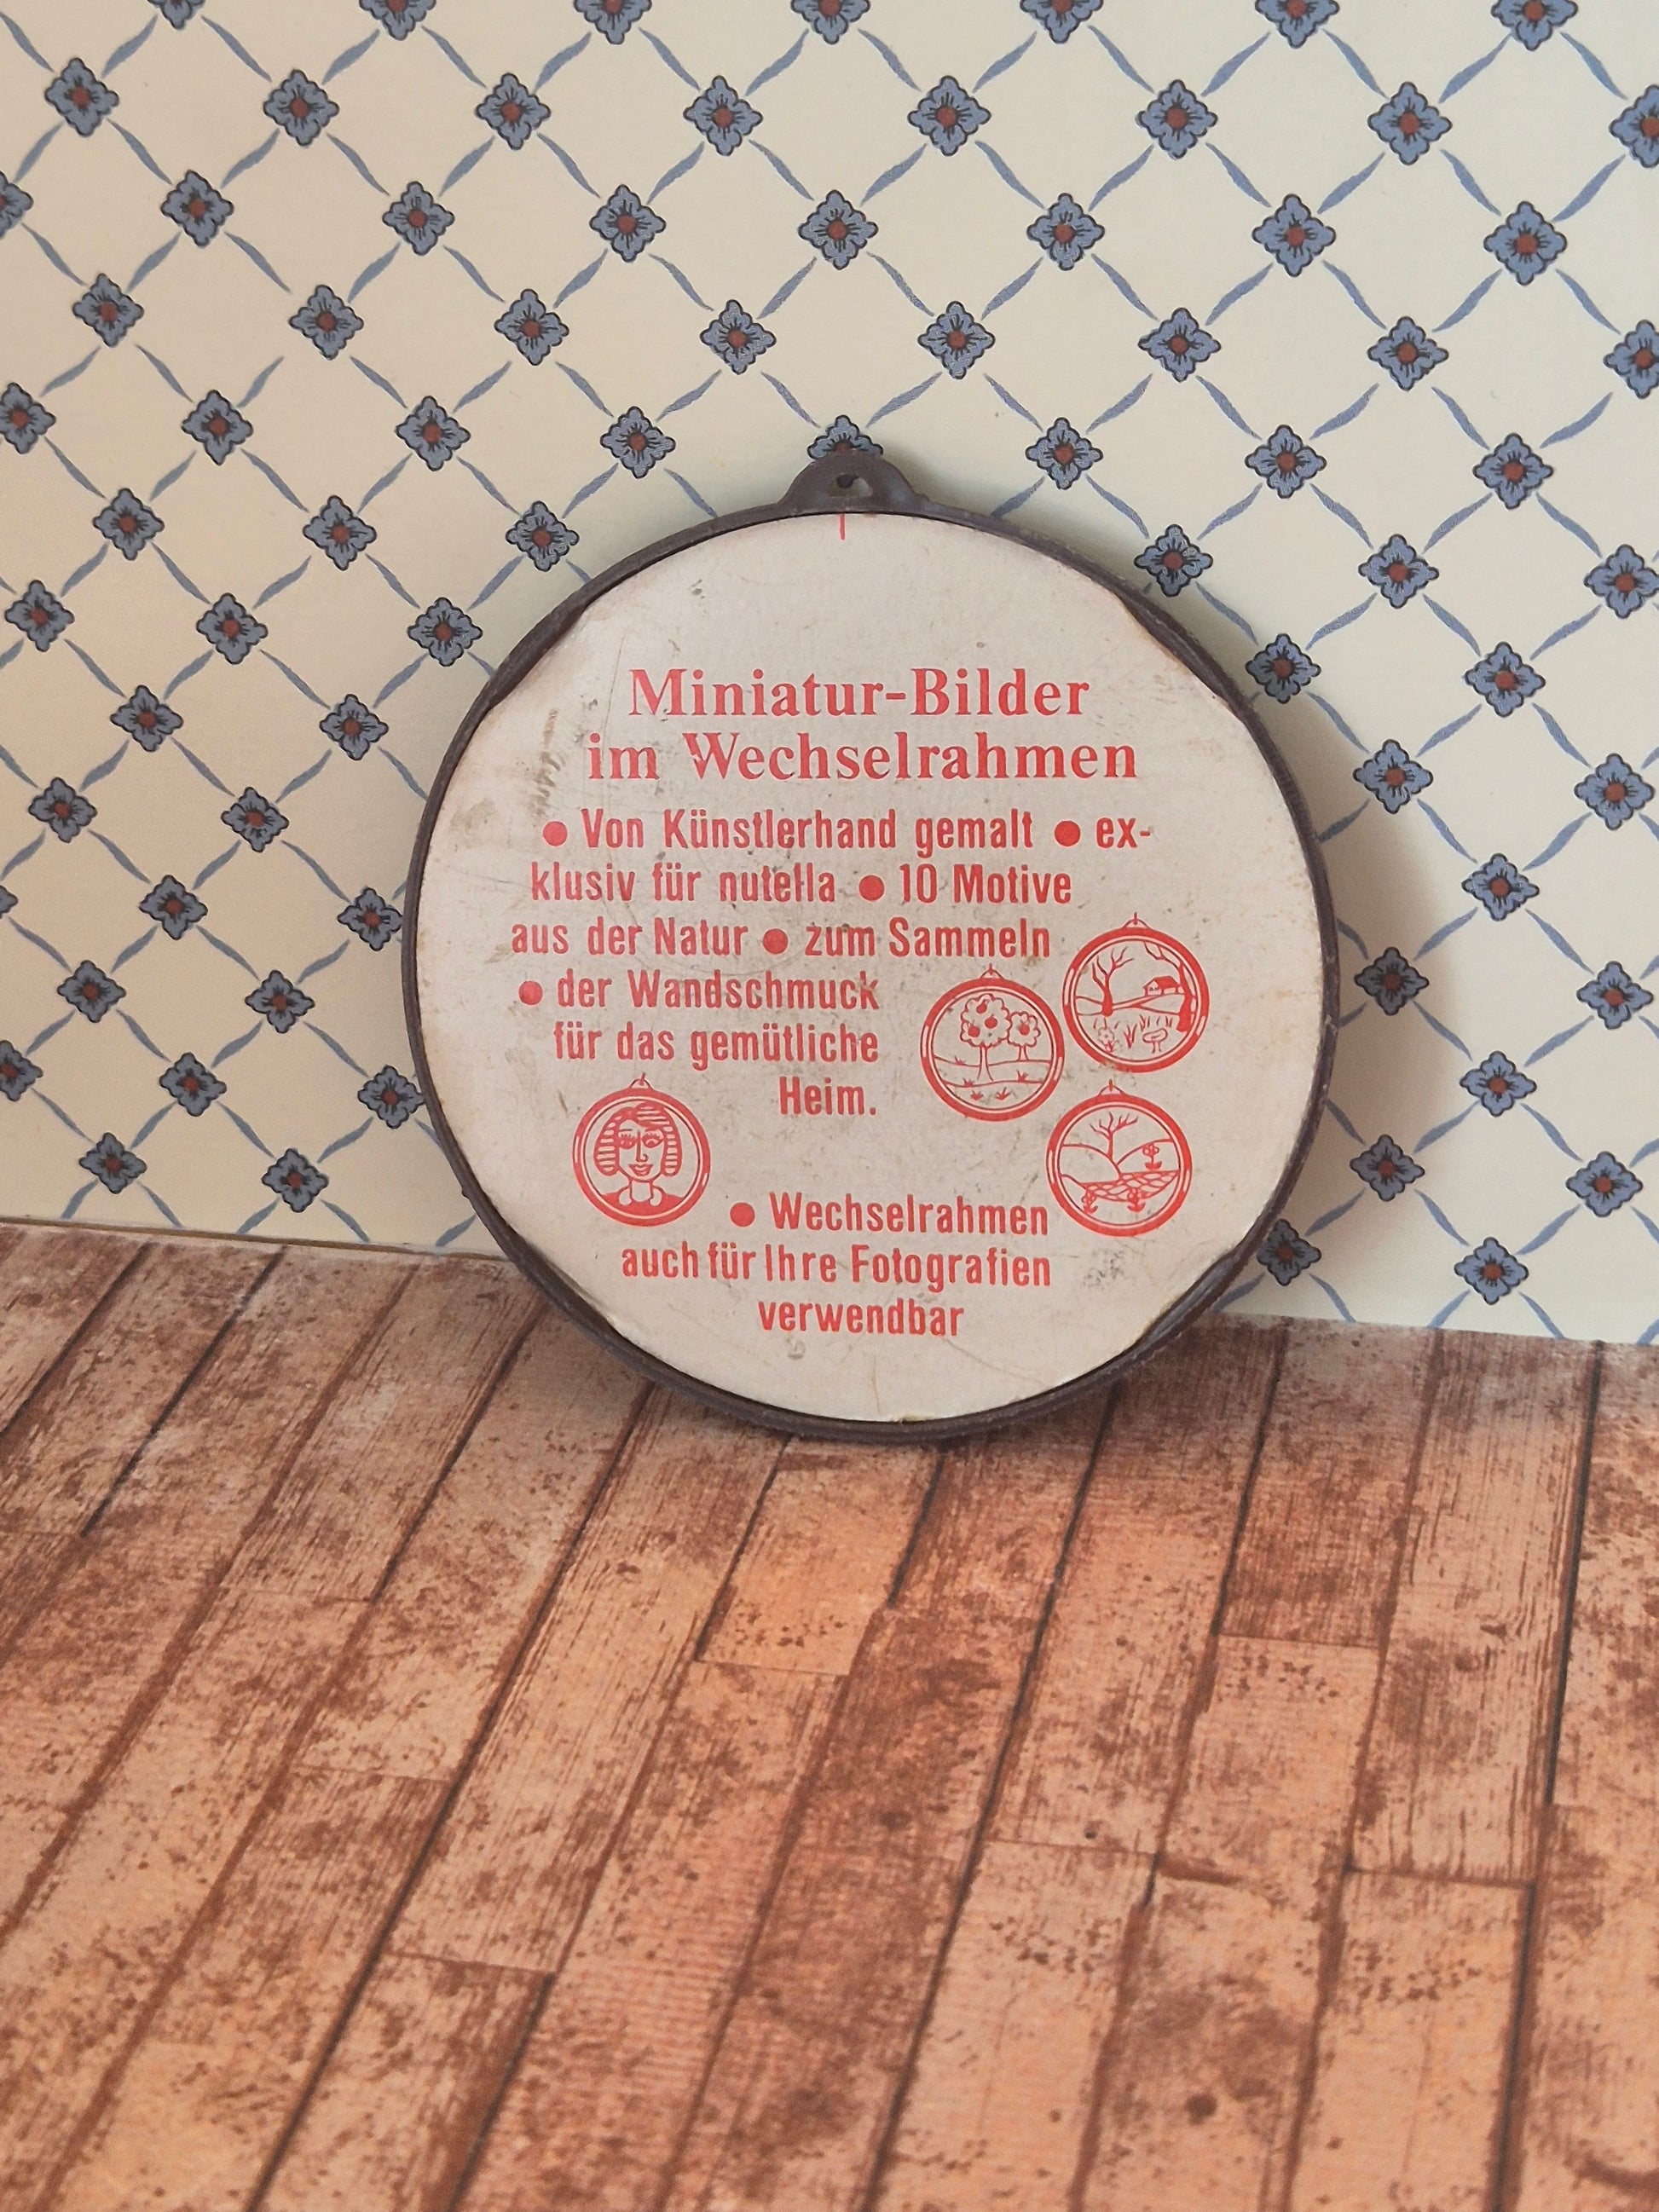 Miniatur-Bilder
im Wechselrahmen
● Von Künstlerhand gemalt ● ex-
klusiv für nutella ● 10 Motive
aus der Natur ● zum Sammeln
● der Wandschmuck
für das gemütliche
Heim.
● Wechselrahmen
auch für Ihre Fotografien
verwendbar